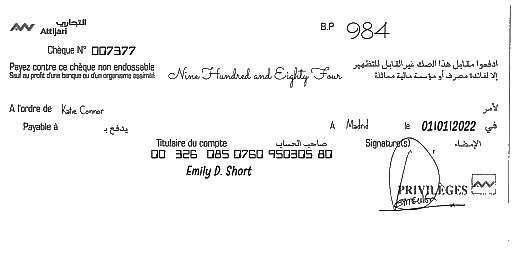 التجاري
Attijari
B.P 984
Chèque N° 007377
Payez contre ce chèque non endossable
Sauf au profit d'une banque ou d'un organisme assimilé
Nine Hundred and Eighty Four
ادفعوا مقابل هذا الصك غير القابل للتظهير
إلا لفائدة مصرف أو مؤسسة مالية مماثلة
A l'ordre de Katie Connor
لأمر
Payable à
يدفع بـ
A Madrid le 01/01/2022 في
Titulaire du compte صاحب الحساب
Signature(s) الإمضاء
00 326 085 0760 950305 80
Emily D. Short
PRIVILÈGES